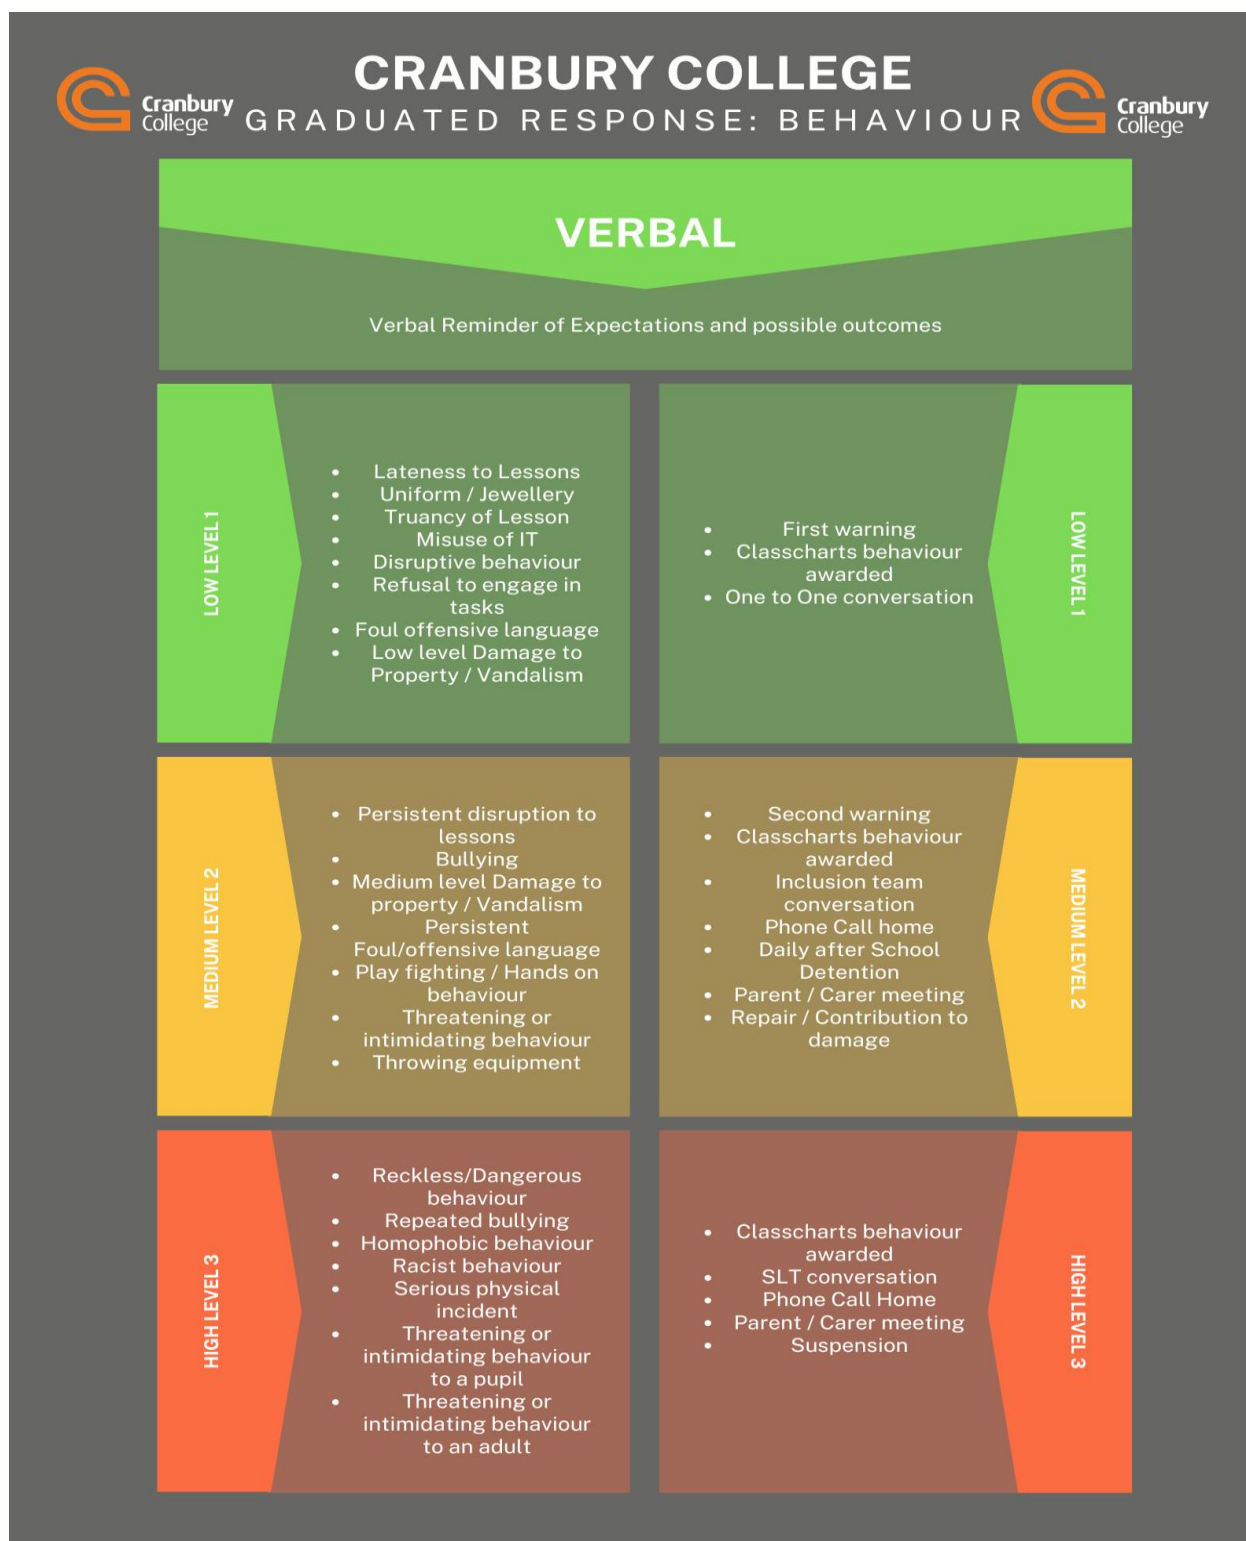 CRANBURY COLLEGE
Cranbury
College
GRADUATED RESPONSE: BEHAVIOUR
Cranbury
College
VERBAL
Verbal Reminder of Expectations and possible outcomes
LOW LEVEL 1
• Lateness to Lessons
• Uniform / Jewellery
• Truancy of Lesson
• Misuse of IT
• Disruptive behaviour
• Refusal to engage in
tasks
• Foul offensive language
• Low level Damage to
Property / Vandalism
• First warning
• Classcharts behaviour
awarded
• One to One conversation
LOW LEVEL 1
MEDIUM LEVEL 2
• Persistent disruption to
lessons
• Bullying
• Medium level Damage to
property / Vandalism
• Persistent
Foul/offensive language
• Play fighting / Hands on
behaviour
• Threatening or
intimidating behaviour
• Throwing equipment
• Second warning
• Classcharts behaviour
awarded
• Inclusion team
conversation
• Phone Call home
• Daily after School
Detention
• Parent / Carer meeting
• Repair / Contribution to
damage
MEDIUM LEVEL 2
HIGH LEVEL 3
• Reckless/Dangerous
behaviour
• Repeated bullying
• Homophobic behaviour
• Racist behaviour
• Serious physical
incident
• Threatening or
intimidating behaviour
to a pupil
• Threatening or
intimidating behaviour
to an adult
• Classcharts behaviour
awarded
• SLT conversation
• Phone Call Home
• Parent / Carer meeting
• Suspension
HIGH LEVEL 3